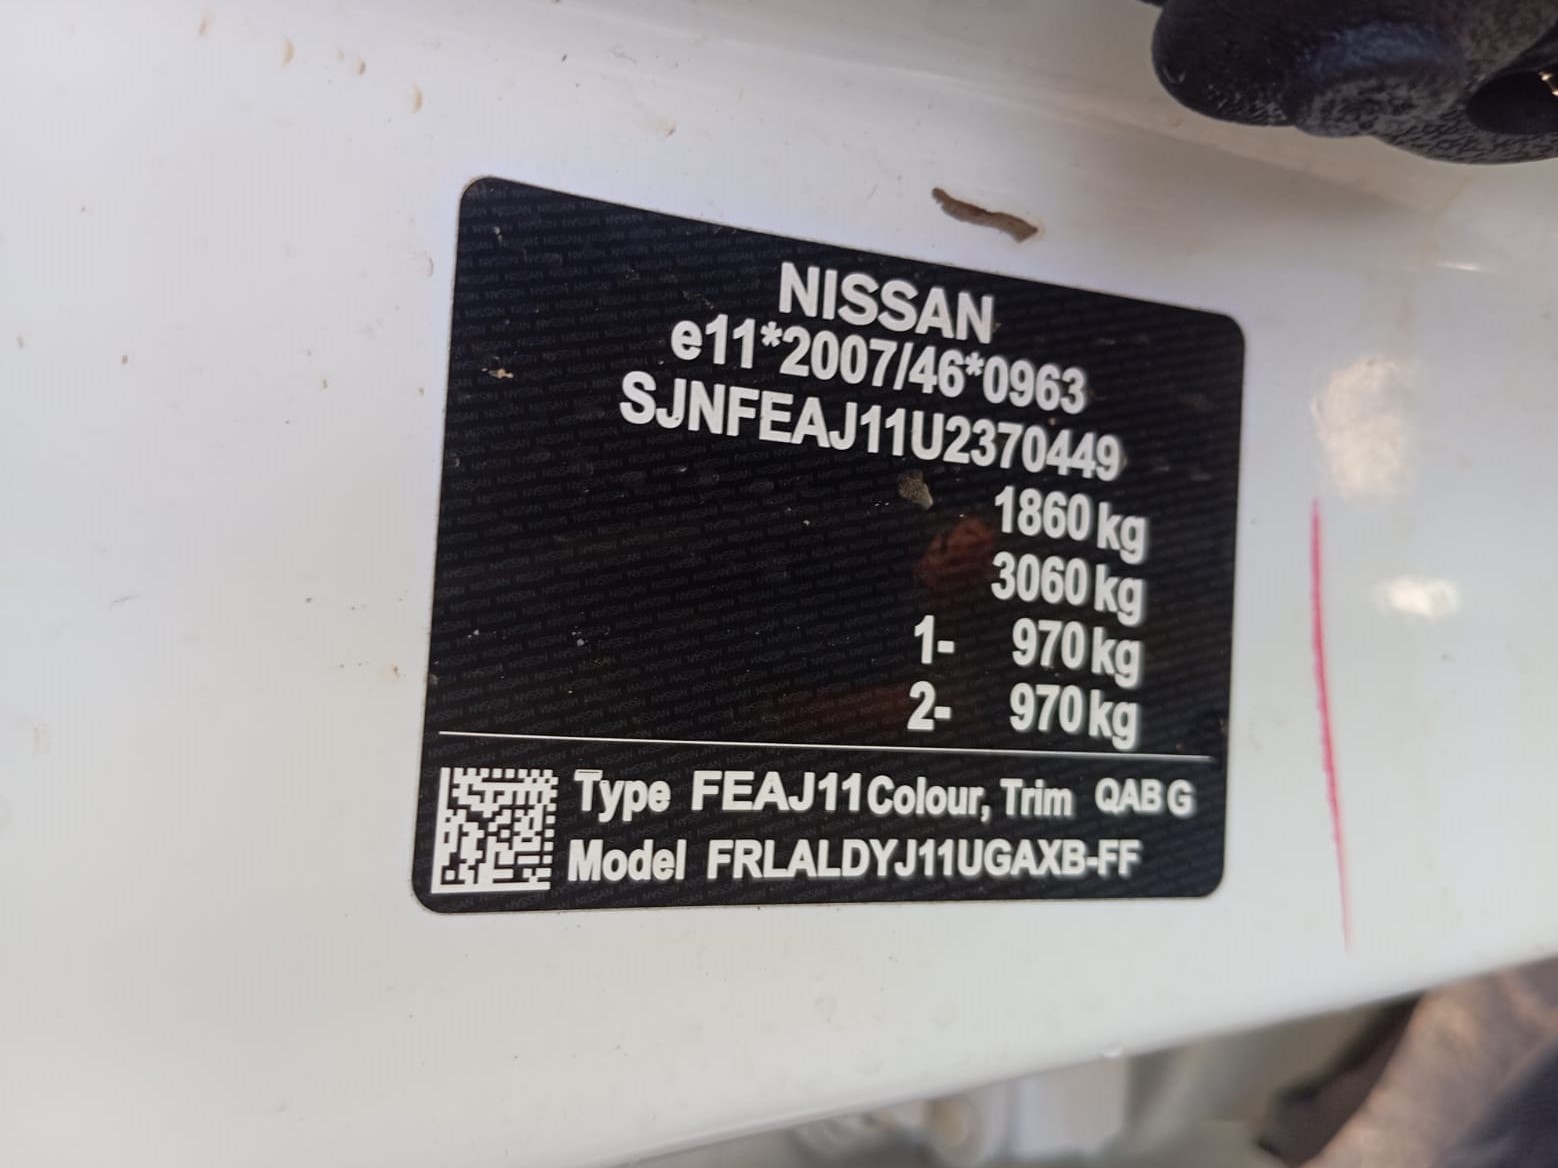 NISSAN
e11*2007/46*0963
SJNFEAJ11U2370449
1860 kg
3060 kg
1- 970 kg
2- 970 kg
Type FEAJ11 Colour, Trim QAB G
Model FRLALDYJ11UGAXB-FF